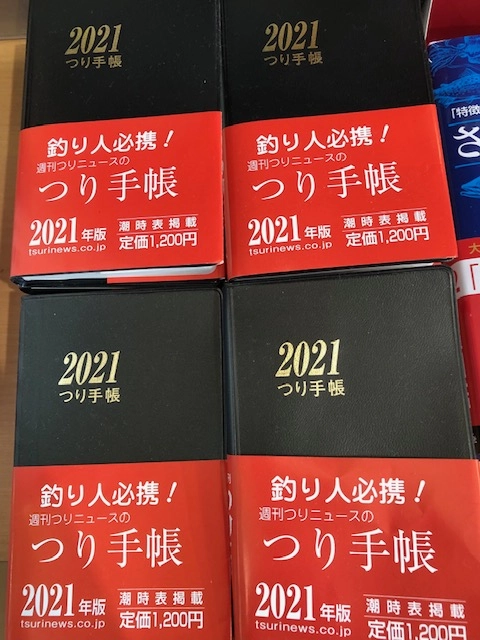 2021
つり手帳
釣り人必携！
週刊つりニュースの
つり手帳
2021年版
tsurinews.co.jp
潮時表掲載
定価1,200円
2021
つり手帳
釣り人必携！
週刊つりニュースの
つり手帳
2021年版
tsurinews.co.jp
潮時表掲載
定価1,200円
「特徴
さ
大
「
2021
つり手帳
釣り人必携！
週刊つりニュースの
つり手帳
2021年版
tsurinews.co.jp
潮時表掲載
定価1,200円
2021
つり手帳
釣り人必携！
週刊つりニュースの
つり手帳
2021年版
tsurinews.co.jp
潮時表掲載
定価1,200円